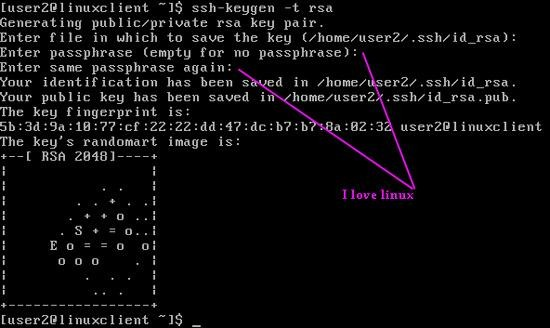 [user2@linuxclient ~]$ ssh-keygen -t rsa
Generating public/private rsa key pair.
Enter file in which to save the key (/home/user2/.ssh/id_rsa):
Enter passphrase (empty for no passphrase):
Enter same passphrase again:
Your identification has been saved in /home/user2/.ssh/id_rsa.
Your public key has been saved in /home/user2/.ssh/id_rsa.pub.
The key fingerprint is:
5b:3d:9a:10:77:cf:22:22:dd:47:dc:b7:b7:8a:02:32 user2@linuxclient
The key's randomart image is:
+--[ RSA 2048]----+
|                 |
|            . .  |
|         . . + . .|
|        . + + o ..|
|         . S + = o..|
|      E o = = o  o|
|       o o o     . |
|           .   . . |
|            . . .  |
+-----------------+
I love linux
[user2@linuxclient ~]$ _